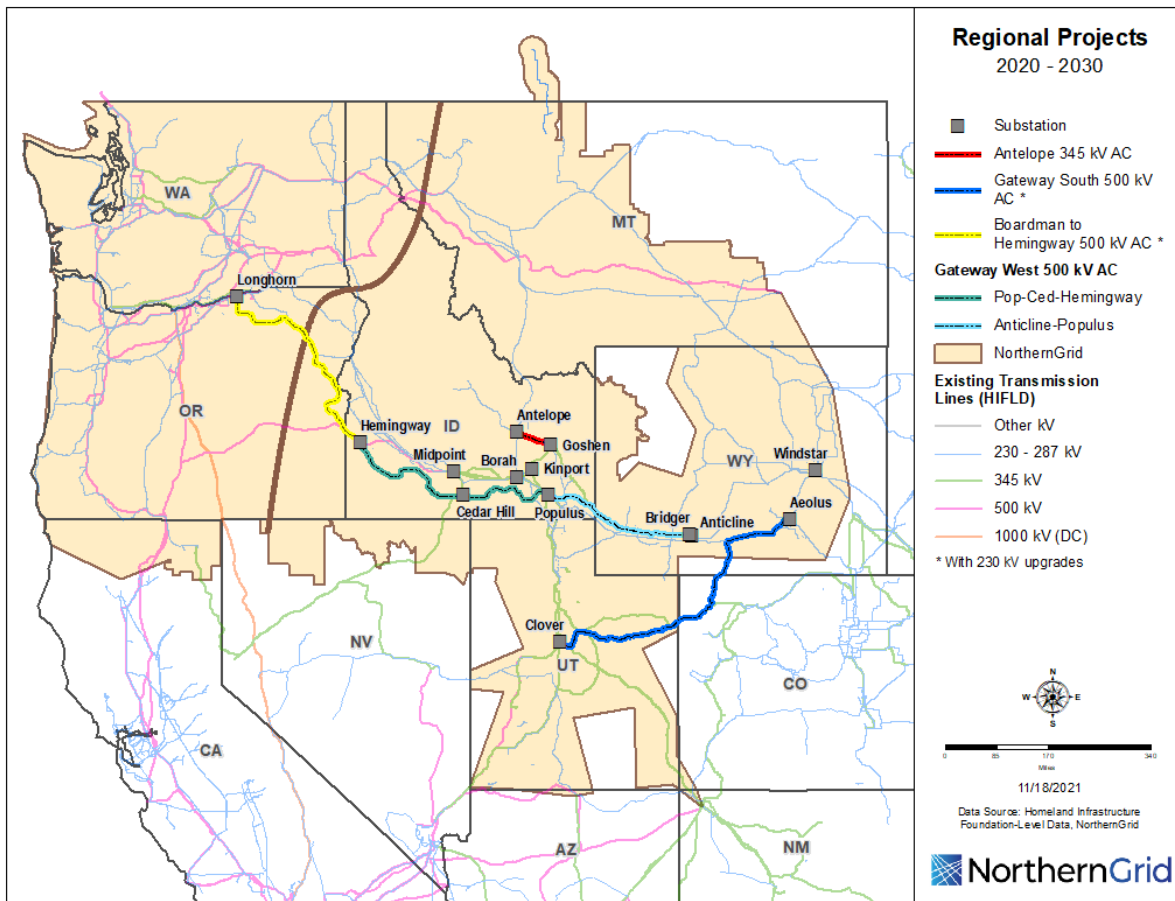 Regional Projects
2020 - 2030
Substation
Antelope 345 kV AC
Gateway South 500 kV
AC *
Boardman to
Hemingway 500 kV AC *
Gateway West 500 kV AC
Pop-Ced-Hemingway
Anticline-Populus
NorthernGrid
Existing Transmission
Lines (HIFLD)
Other kV
230 - 287 kV
345 kV
500 kV
1000 kV (DC)
* With 230 kV upgrades
N
W E
S
0 85 170 340
Miles
11/18/2021
Data Source: Homeland Infrastructure
Foundation-Level Data, NorthernGrid
NorthernGrid
WA
MT
Longhorn
OR
Hemingway
ID
Antelope
Goshen
Midpoint
Borah
Kinport
WY
Windstar
Cedar Hill
Populus
Bridger
Anticline
Aeolus
Clover
NV
UT
CO
CA
AZ
NM